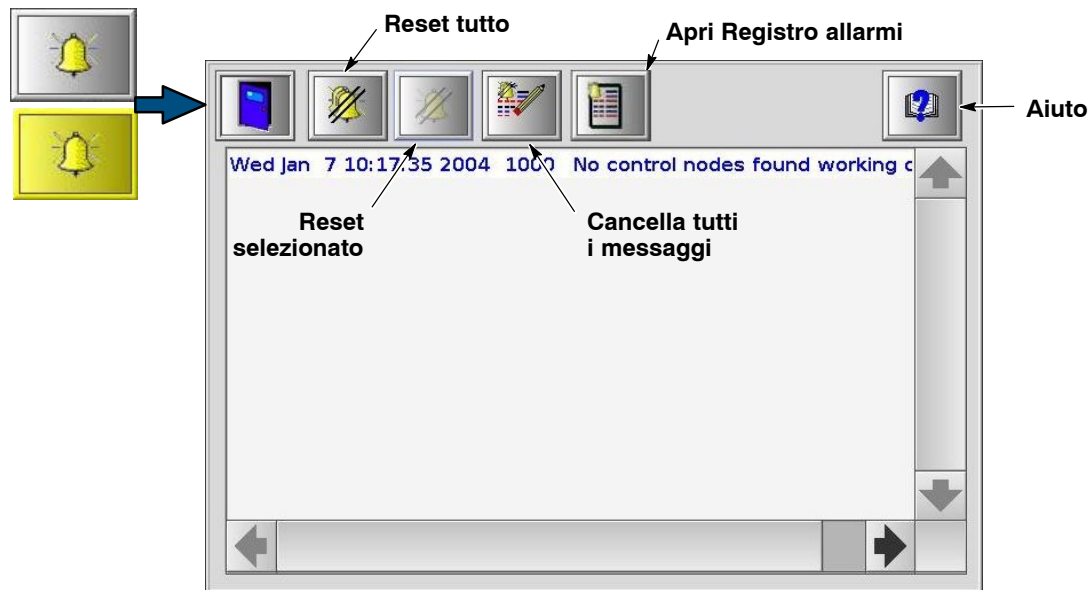 Reset tutto
Apri Registro allarmi
Aiuto
Wed Jan 7 10:17:35 2004 1000 No control nodes found working
Reset
selezionato
Cancella tutti
i messaggi